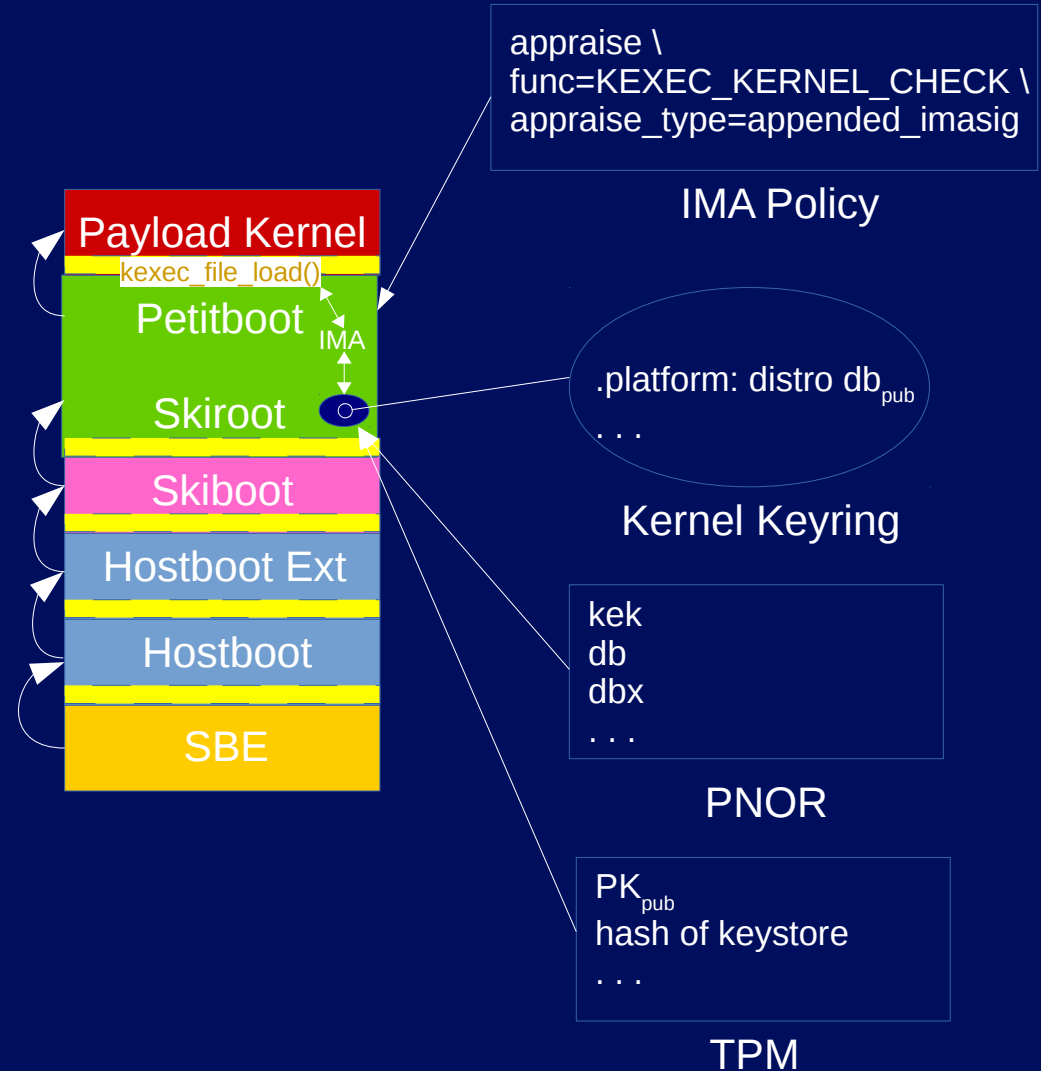 appraise \
func=KEXEC_KERNEL_CHECK \
appraise_type=appended_imasig
IMA Policy
Payload Kernel
kexec_file_load()
Petitboot
IMA
Skiroot
Skiboot
Hostboot Ext
Hostboot
SBE
.platform: distro db_pub
. . .
Kernel Keyring
kek
db
dbx
. . .
PNOR
PK_pub
hash of keystore
. . .
TPM